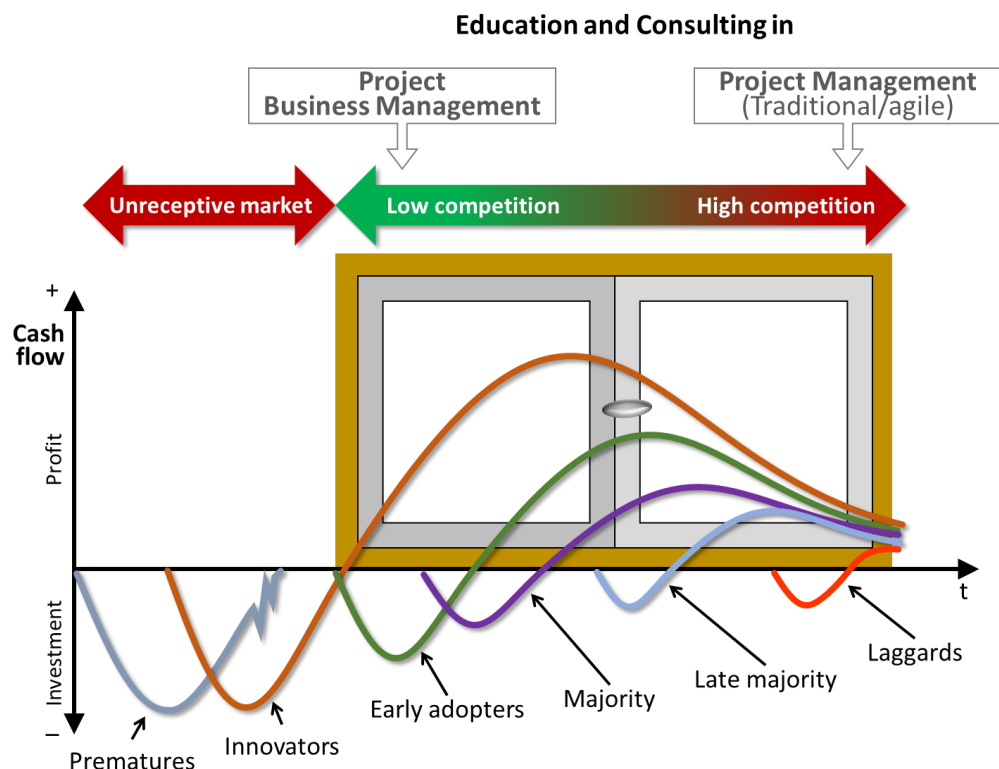 Education and Consulting in
Project
Business Management
Project Management
(Traditional/agile)
Unreceptive market
Low competition
High competition
+
Cash
flow
Profit
Investment
–
t
Prematures
Innovators
Early adopters
Majority
Late majority
Laggards